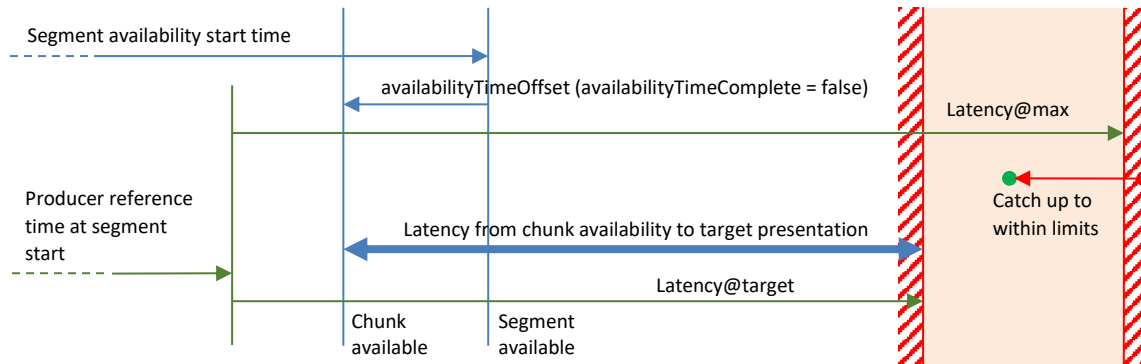 Segment availability start time
availabilityTimeOffset (availabilityTimeComplete = false)
Latency@max
Producer reference
time at segment
start
Catch up to
within limits
Latency from chunk availability to target presentation
Latency@target
Chunk
available
Segment
available